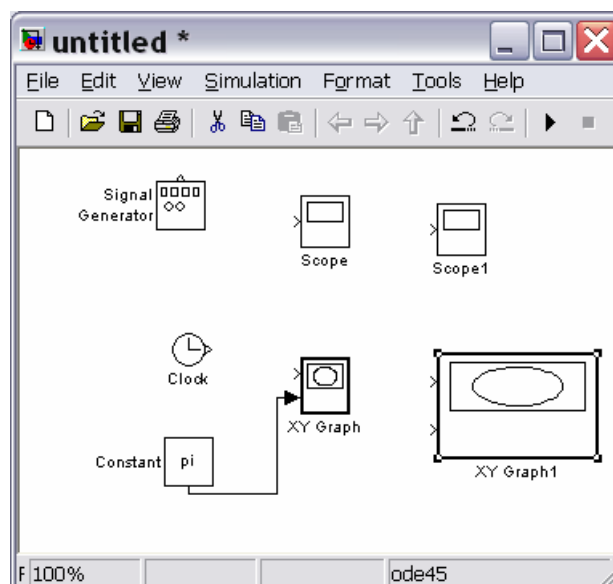 untitled *
File Edit View Simulation Format Tools Help
Signal
Generator
Scope
Scope1
Clock
XY Graph
Constant
pi
XY Graph1
F 100%
ode45